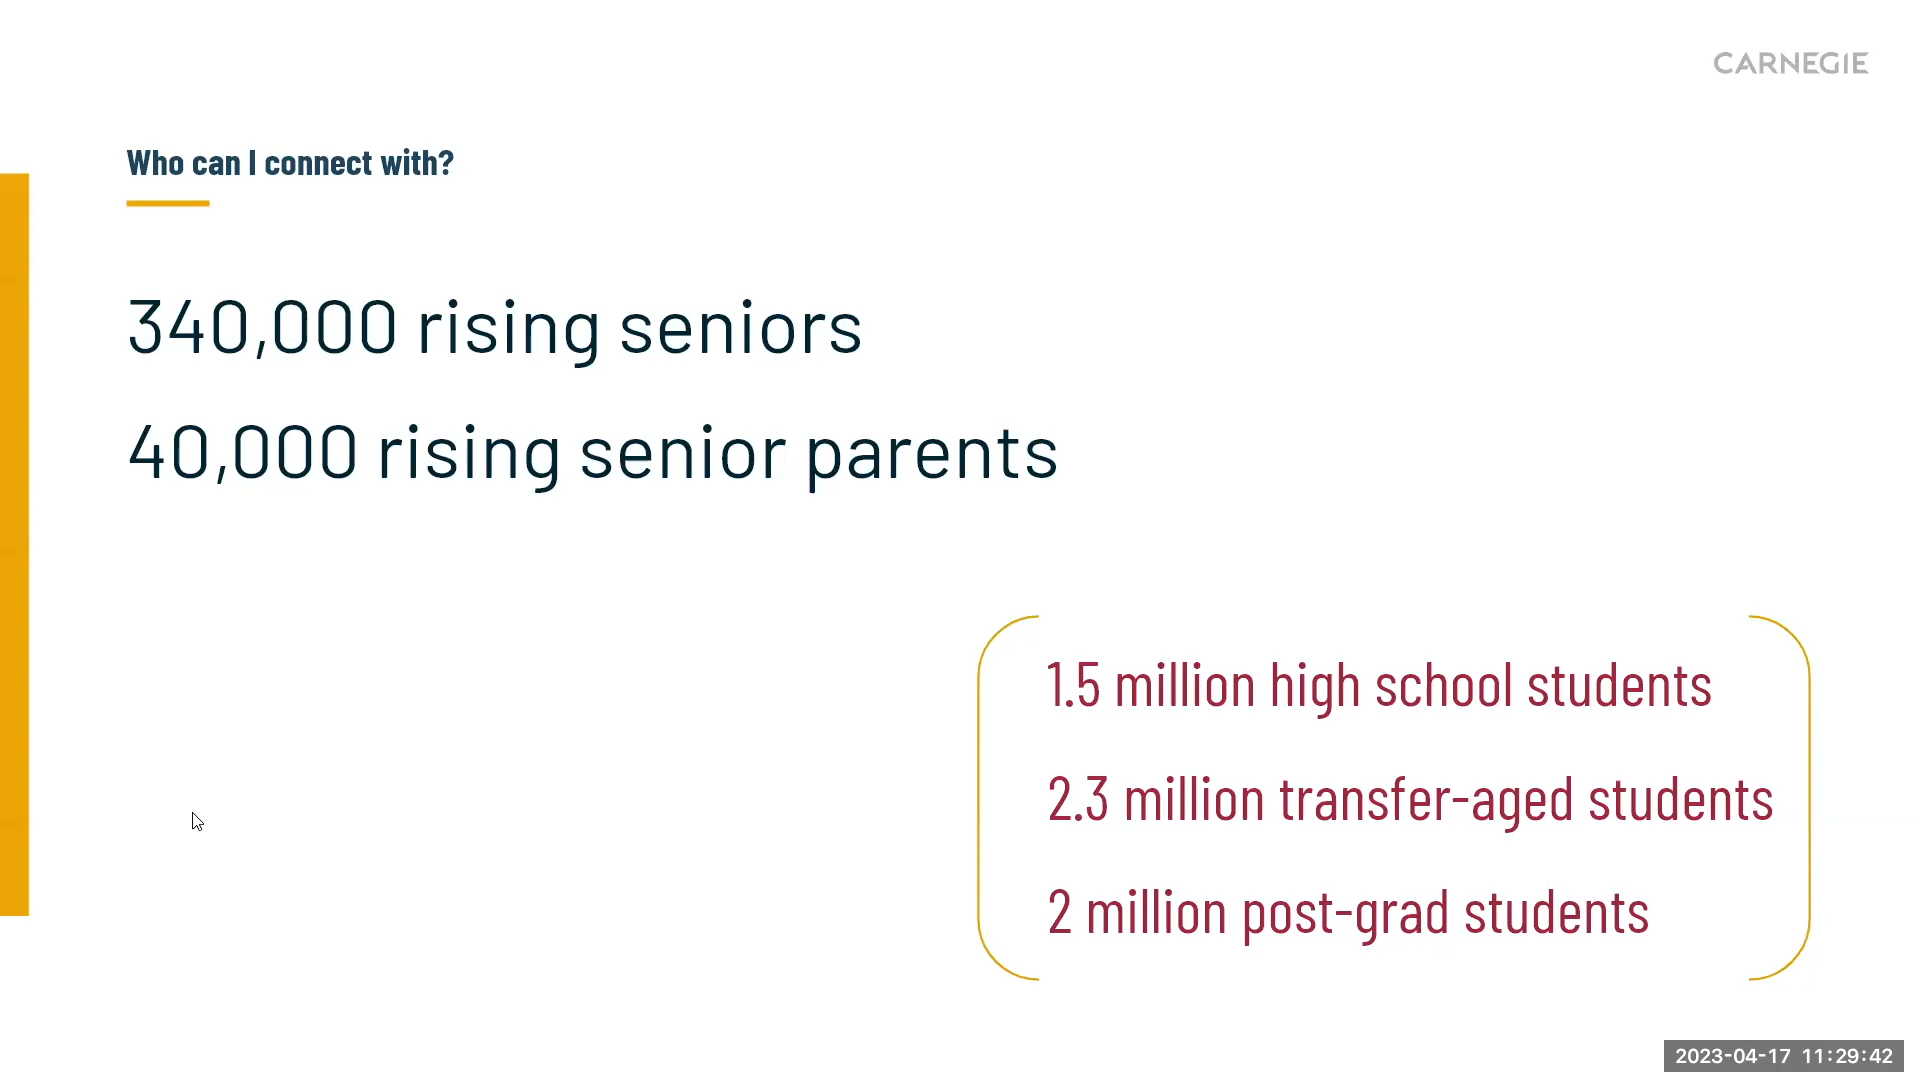 CARNEGIE
Who can I connect with?
340,000 rising seniors
40,000 rising senior parents
1.5 million high school students
2.3 million transfer-aged students
2 million post-grad students
2023-04-17 11:29:42